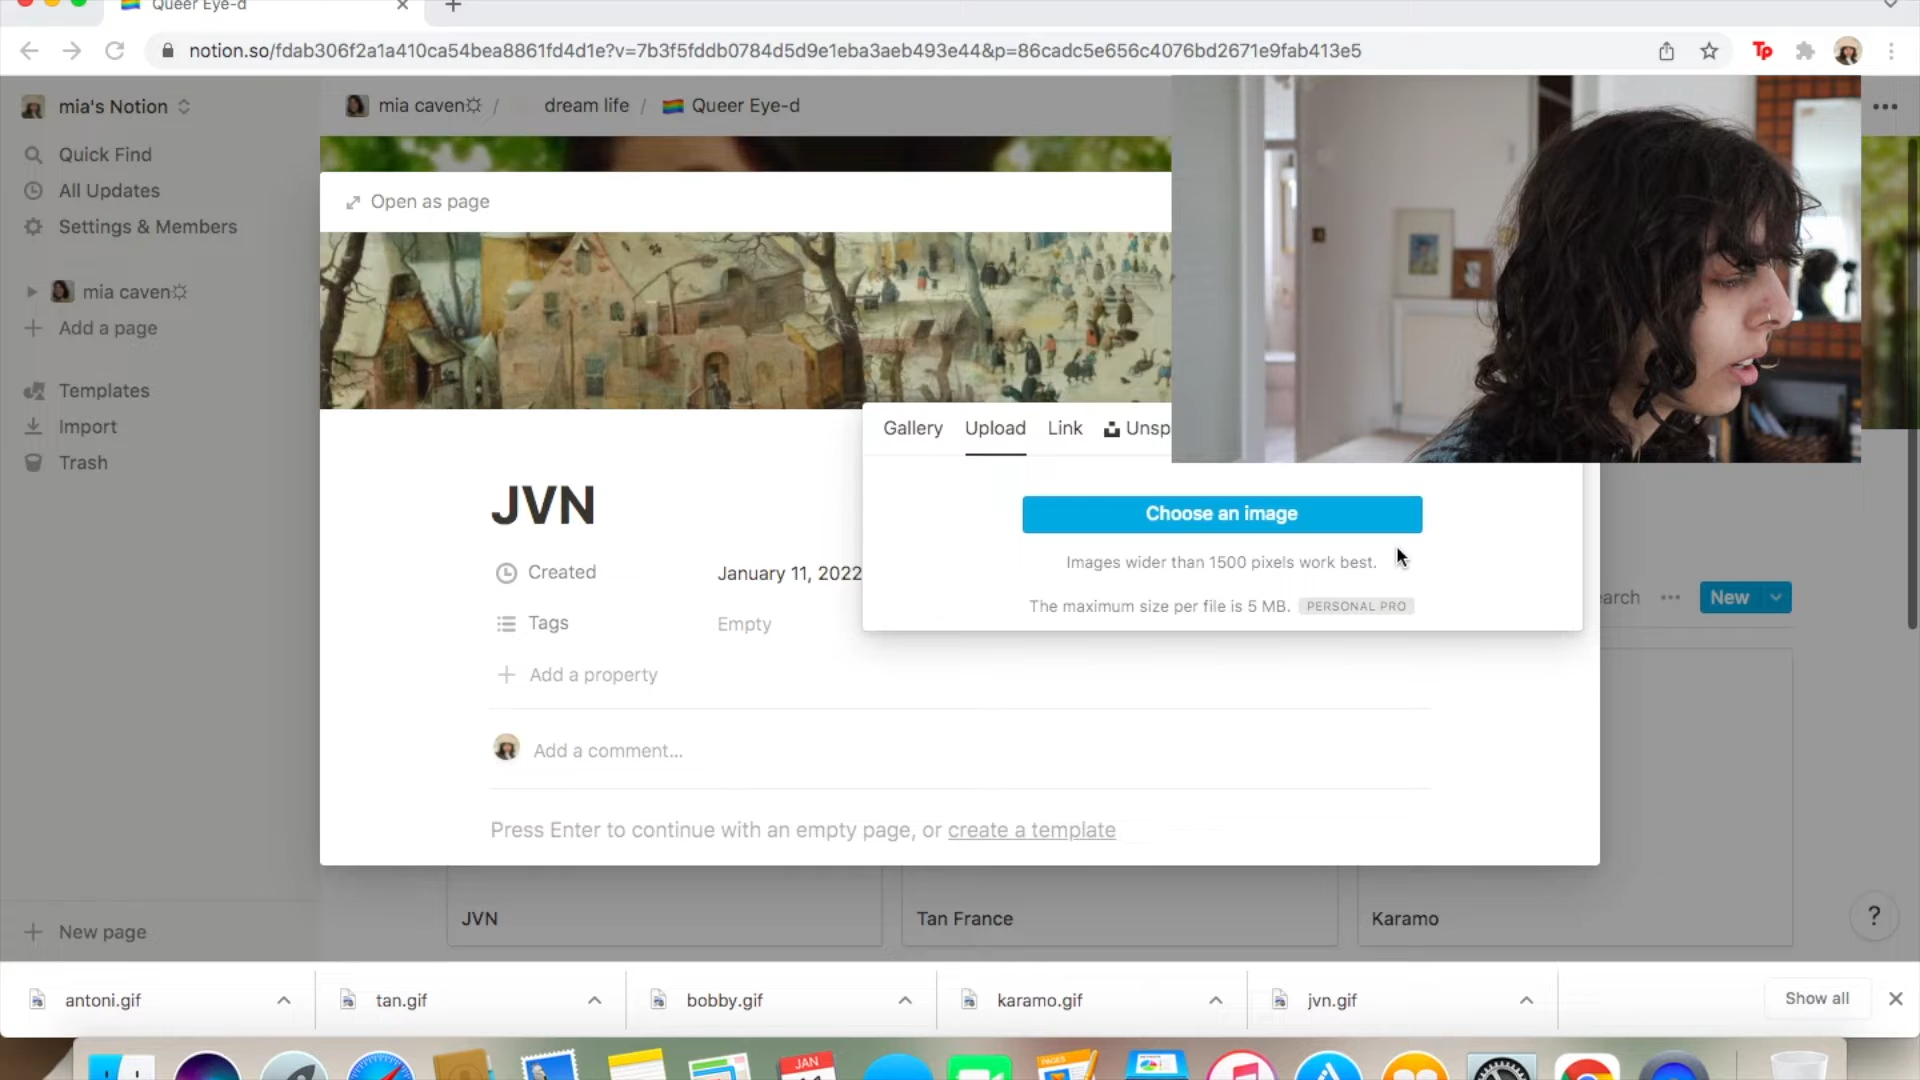 Queer Eye-d
notion.so/fdab306f2a1a410ca54bea8861fd4d1e?v=7b3f5fddb0784d5d9e1eba3aeb493e44&p=86cadc5e656c4076bd2671e9fab413e5
Tp
mia's Notion
mia caven☼ / dream life / Queer Eye-d
Quick Find
All Updates
Settings & Members
mia caven☼
Add a page
Templates
Import
Trash
New page
Open as page
Gallery Upload Link Unsp
Choose an image
Images wider than 1500 pixels work best.
The maximum size per file is 5 MB. PERSONAL PRO
JVN
Created January 11, 2022
Tags Empty
Add a property
Add a comment...
Press Enter to continue with an empty page, or create a template
earch ••• New
JVN Tan France Karamo
?
antoni.gif tan.gif bobby.gif karamo.gif jvn.gif Show all
JAN
PAGES